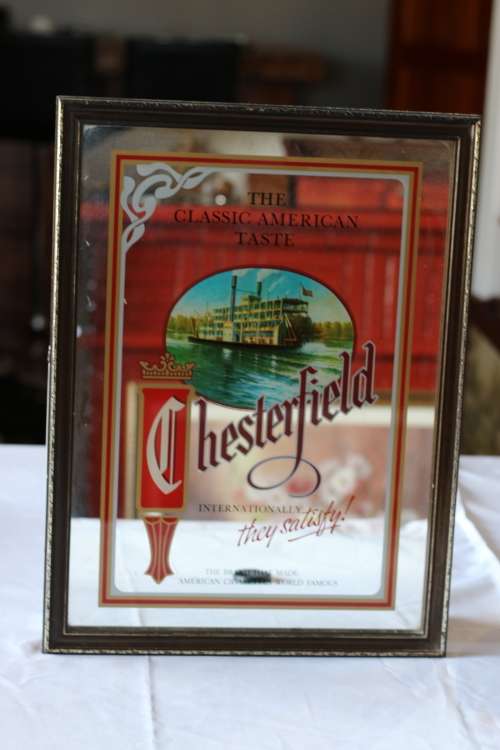 THE
CLASSIC AMERICAN
TASTE
Chesterfield
INTERNATIONALLY
they satisfy!
THE BRAND THAT MADE
AMERICAN CIGARETTES WORLD FAMOUS